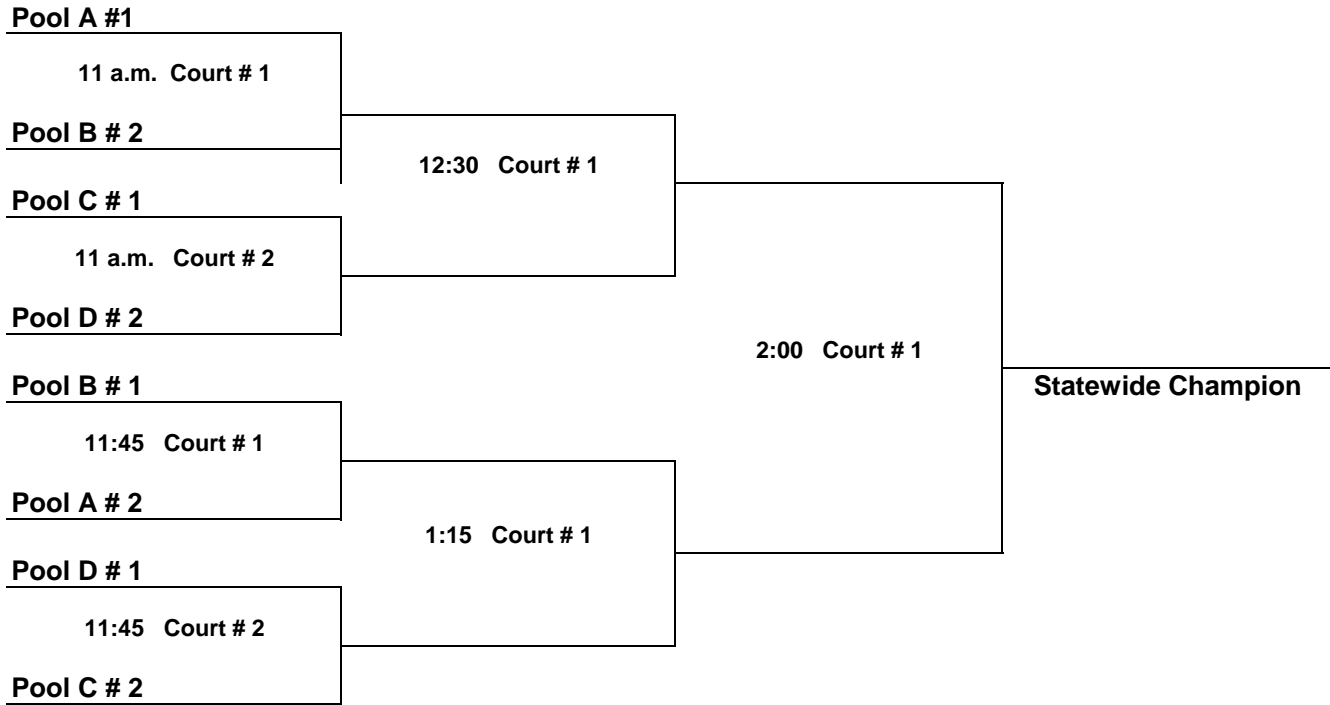 Pool A #1
11 a.m. Court # 1
Pool B # 2
12:30 Court # 1
Pool C # 1
11 a.m. Court # 2
Pool D # 2
2:00 Court # 1
Pool B # 1
Statewide Champion
11:45 Court # 1
Pool A # 2
1:15 Court # 1
Pool D # 1
11:45 Court # 2
Pool C # 2